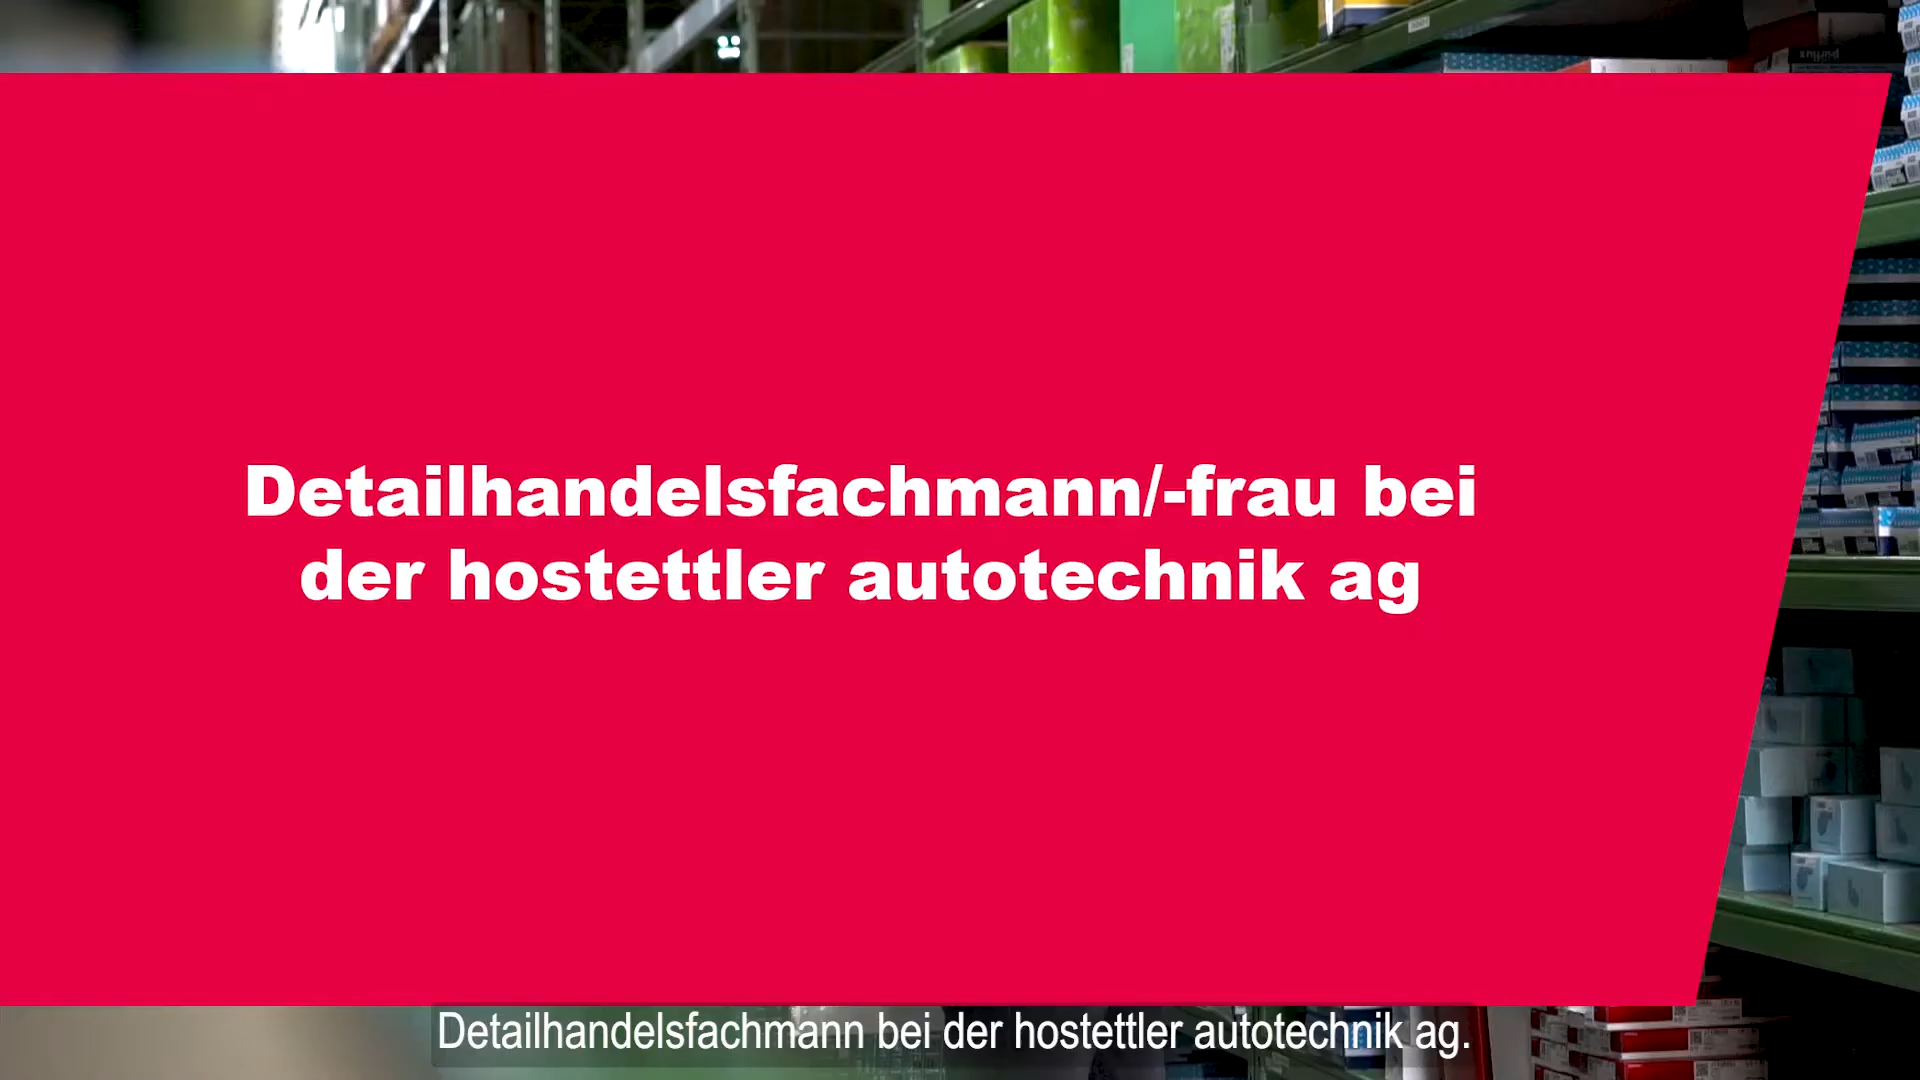 Detailhandelsfachmann/-frau bei
der hostettler autotechnik ag
Detailhandelsfachmann bei der hostettler autotechnik ag.